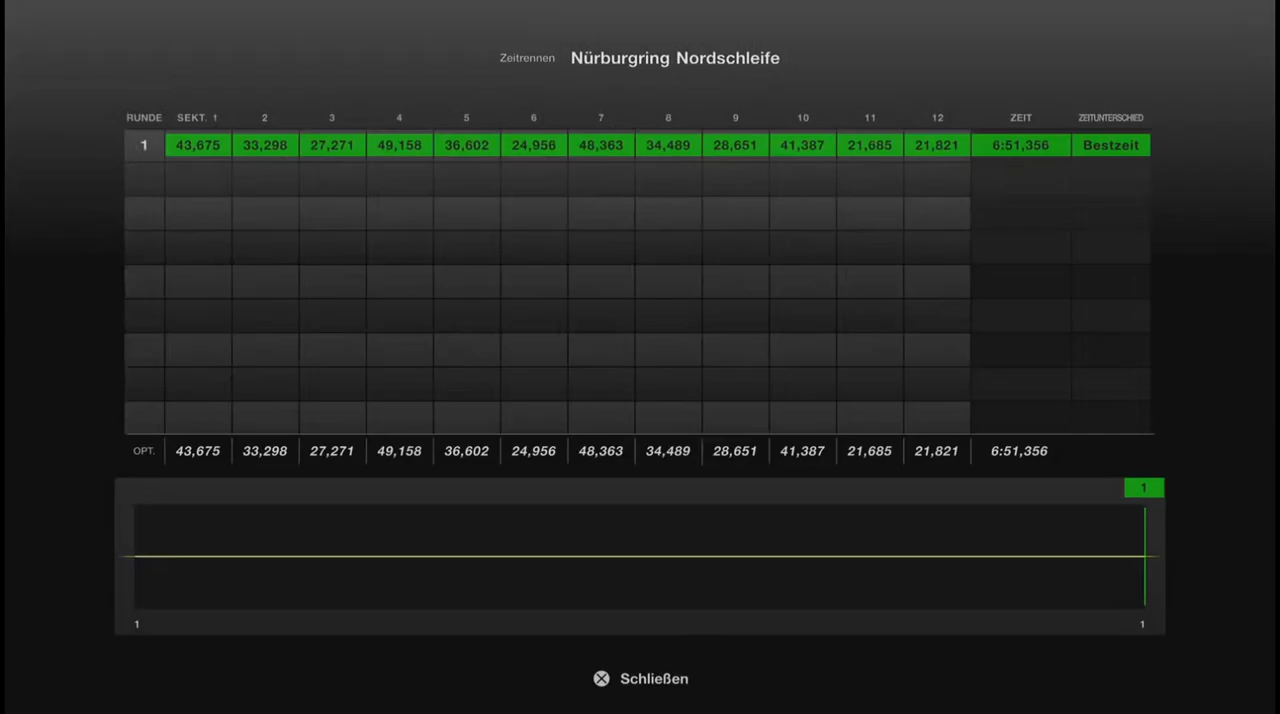 Zeitrennen Nürburgring Nordschleife
RUNDE SEKT. 1 2 3 4 5 6 7 8 9 10 11 12 ZEIT ZEITUNTERSCHIED
1 43,675 33,298 27,271 49,158 36,602 24,956 48,363 34,489 28,651 41,387 21,685 21,821 6:51,356 Bestzeit
OPT. 43,675 33,298 27,271 49,158 36,602 24,956 48,363 34,489 28,651 41,387 21,685 21,821 6:51,356
1
1 1
Schließen